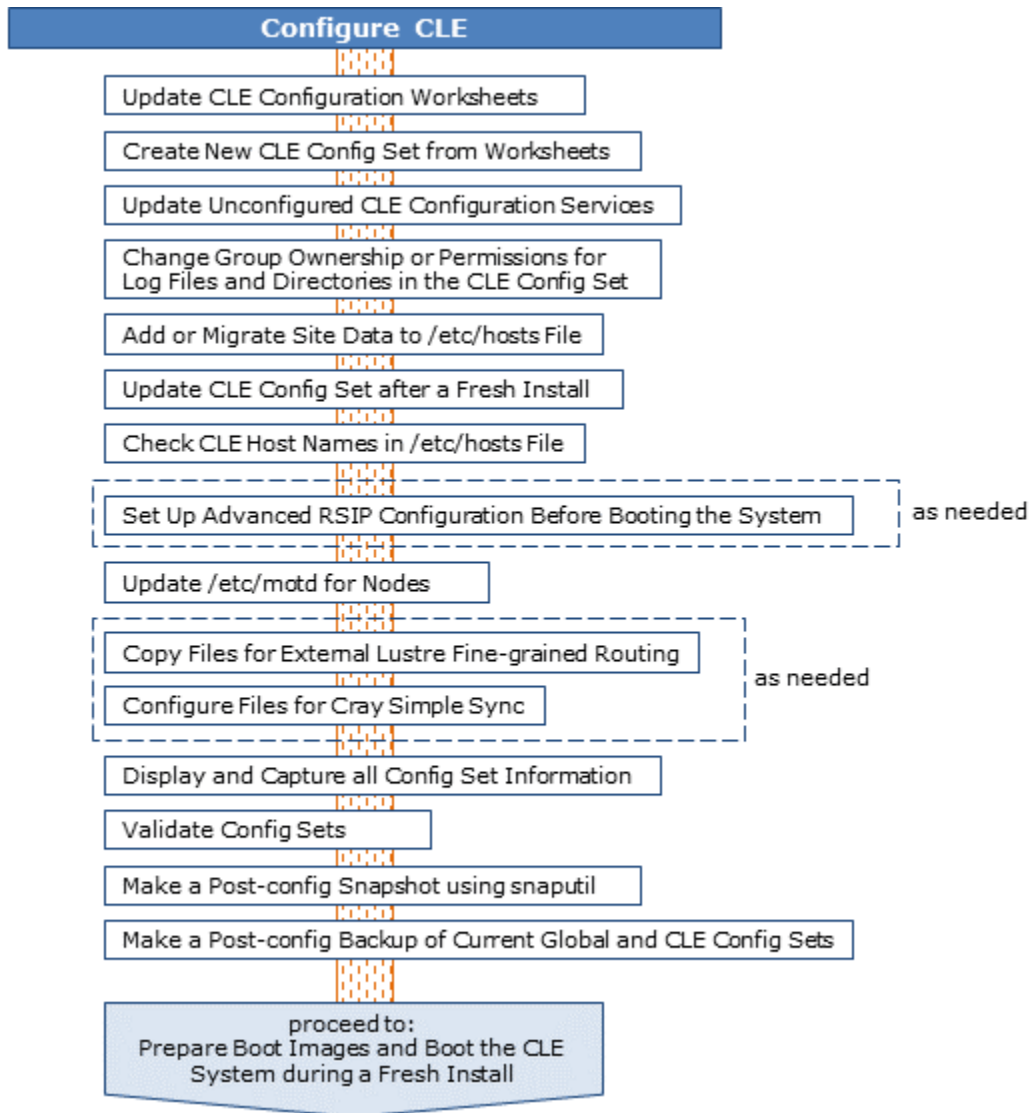 Configure CLE
Update CLE Configuration Worksheets
Create New CLE Config Set from Worksheets
Update Unconfigured CLE Configuration Services
Change Group Ownership or Permissions for
Log Files and Directories in the CLE Config Set
Add or Migrate Site Data to /etc/hosts File
Update CLE Config Set after a Fresh Install
Check CLE Host Names in /etc/hosts File
Set Up Advanced RSIP Configuration Before Booting the System
as needed
Update /etc/motd for Nodes
Copy Files for External Lustre Fine-grained Routing
as needed
Configure Files for Cray Simple Sync
Display and Capture all Config Set Information
Validate Config Sets
Make a Post-config Snapshot using snaputil
Make a Post-config Backup of Current Global and CLE Config Sets
proceed to:
Prepare Boot Images and Boot the CLE
System during a Fresh Install